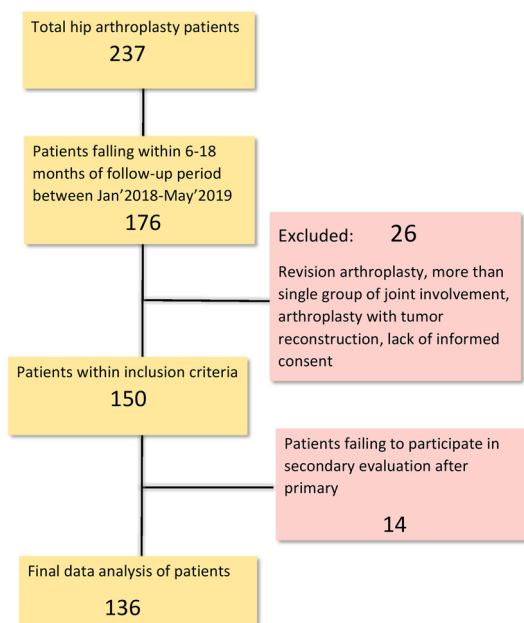 Total hip arthroplasty patients
237
Patients falling within 6-18
months of follow-up period
between Jan'2018-May'2019
176
Excluded: 26
Revision arthroplasty, more than
single group of joint involvement,
arthroplasty with tumor
reconstruction, lack of informed
consent
Patients within inclusion criteria
150
Patients failing to participate in
secondary evaluation after
primary
14
Final data analysis of patients
136